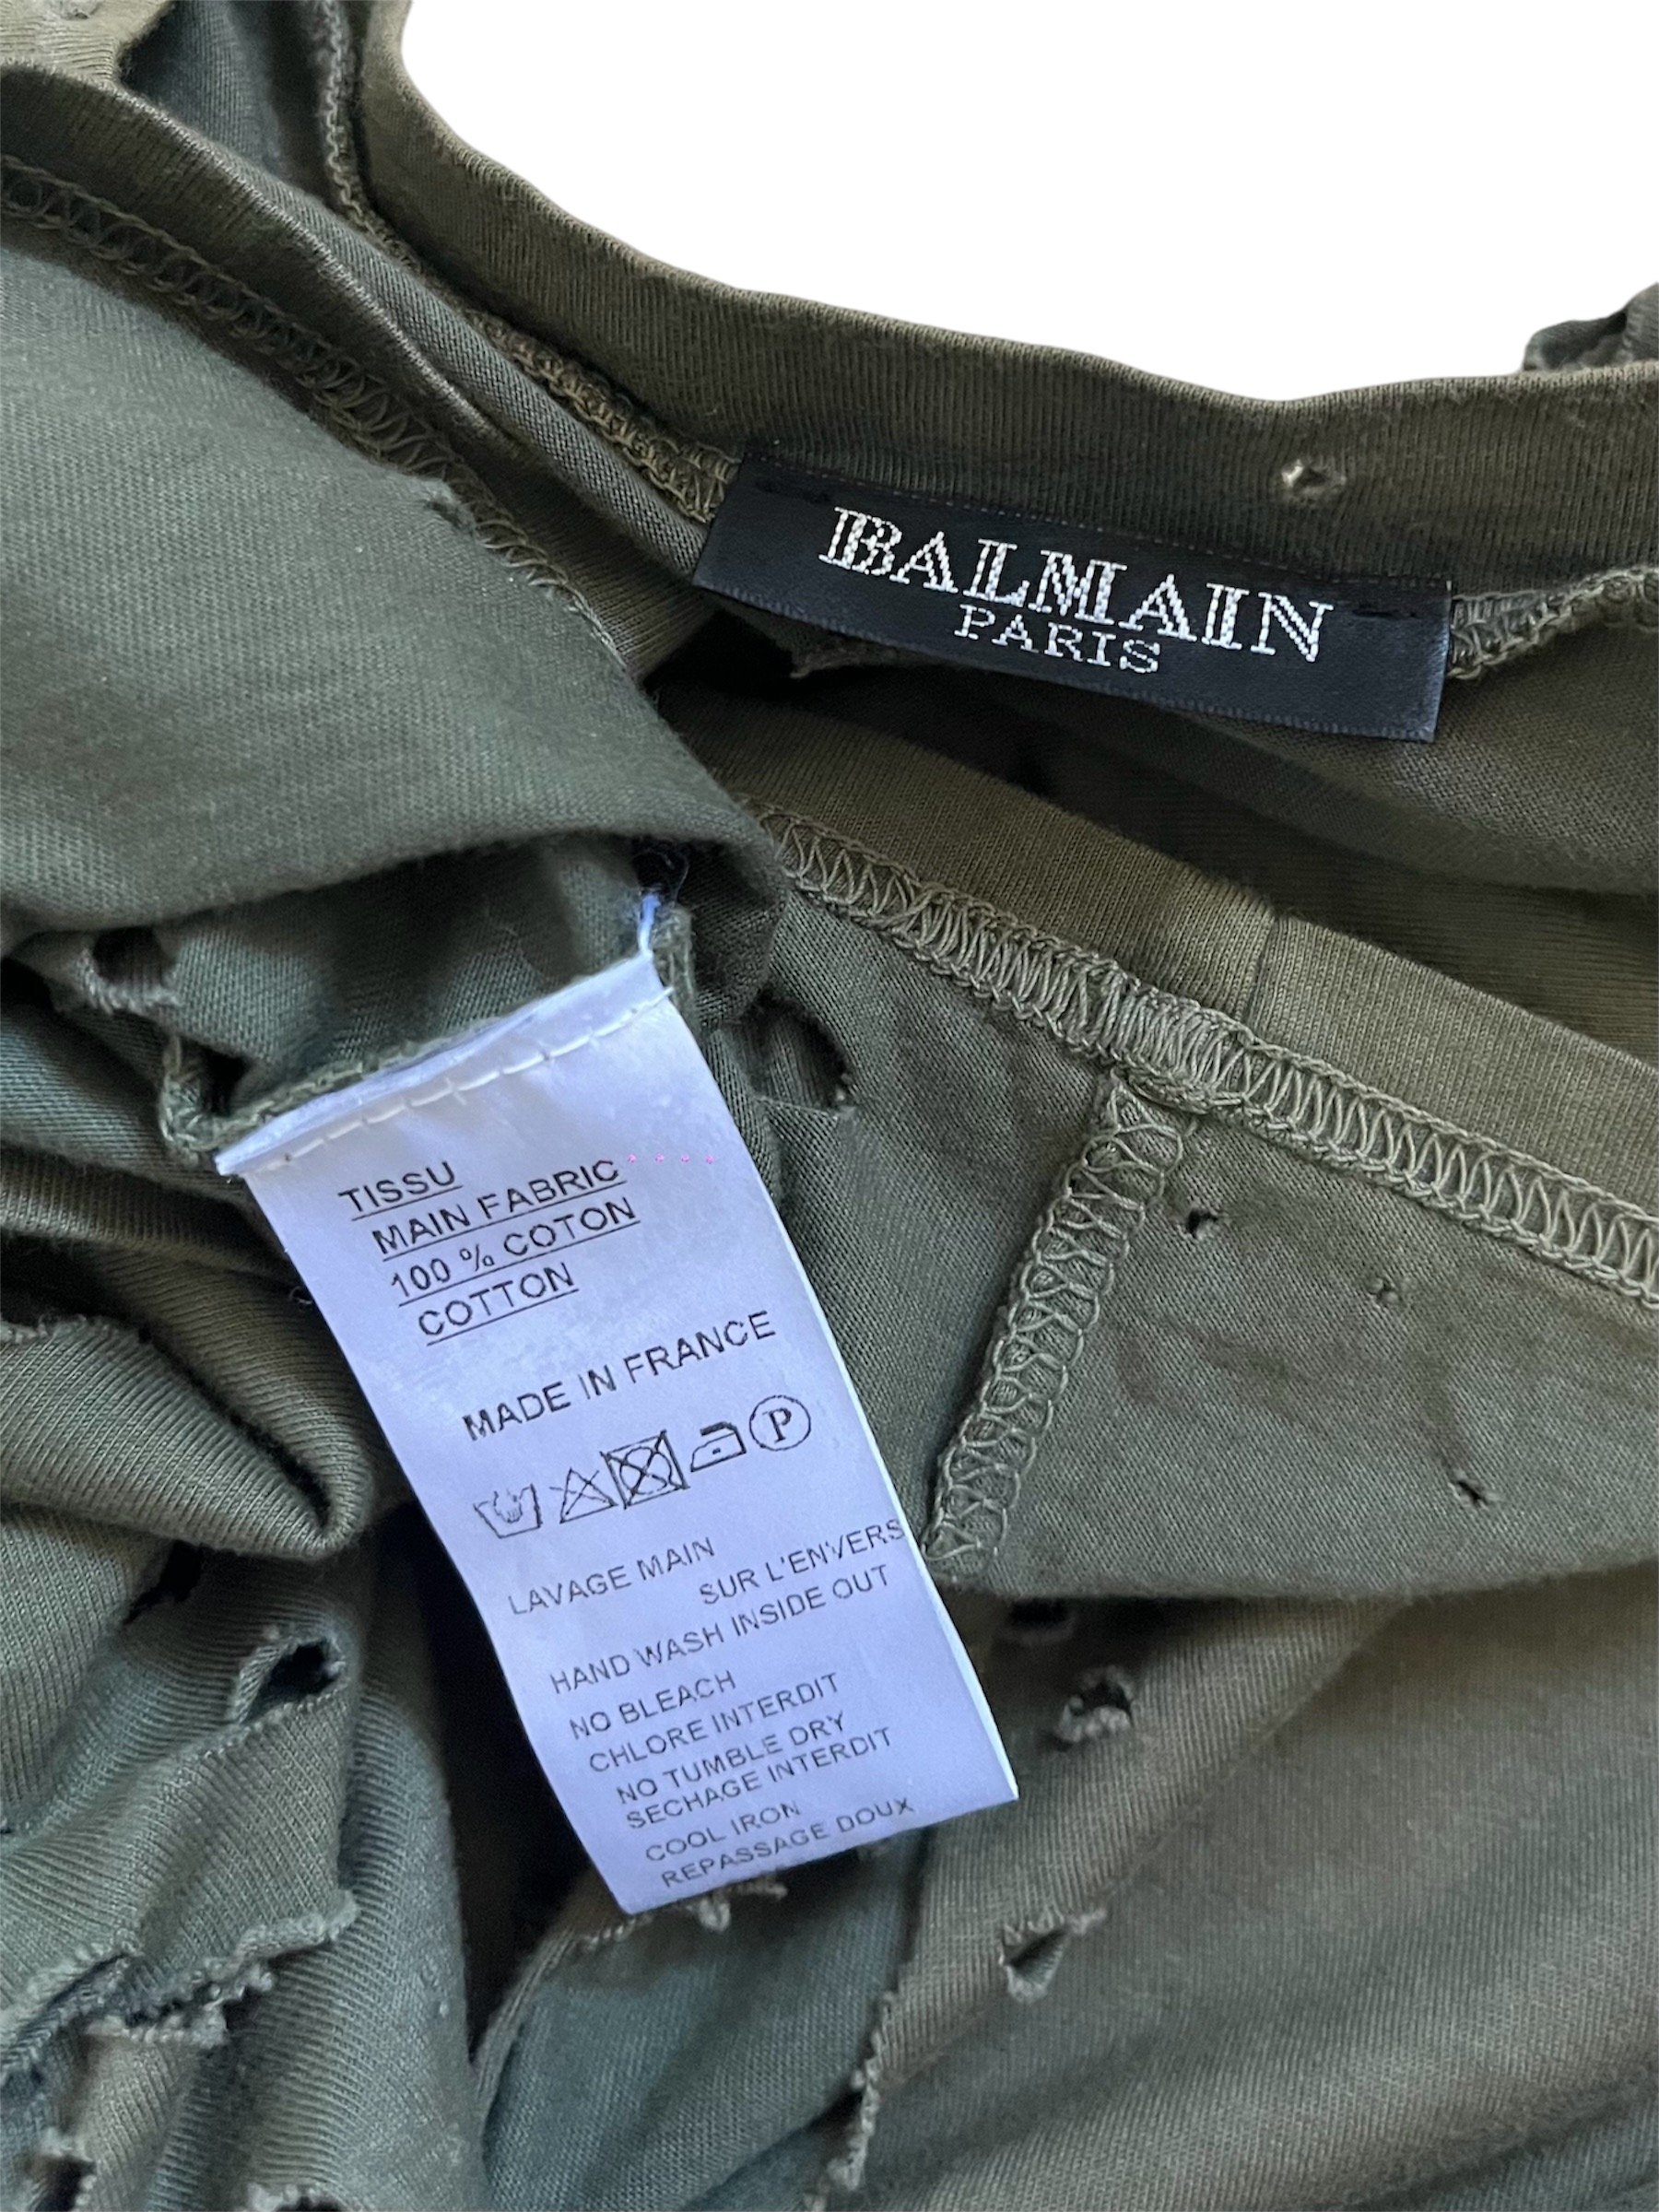 BALMAIN
PARIS
TISSU
MAIN FABRIC
100 % COTON
COTTON
MADE IN FRANCE
P
LAVAGE MAIN
SUR L'ENVERS
HAND WASH INSIDE OUT
NO BLEACH
CHLORE INTERDIT
NO TUMBLE DRY
SECHAGE INTERDIT
COOL IRON
REPASSAGE DOUX